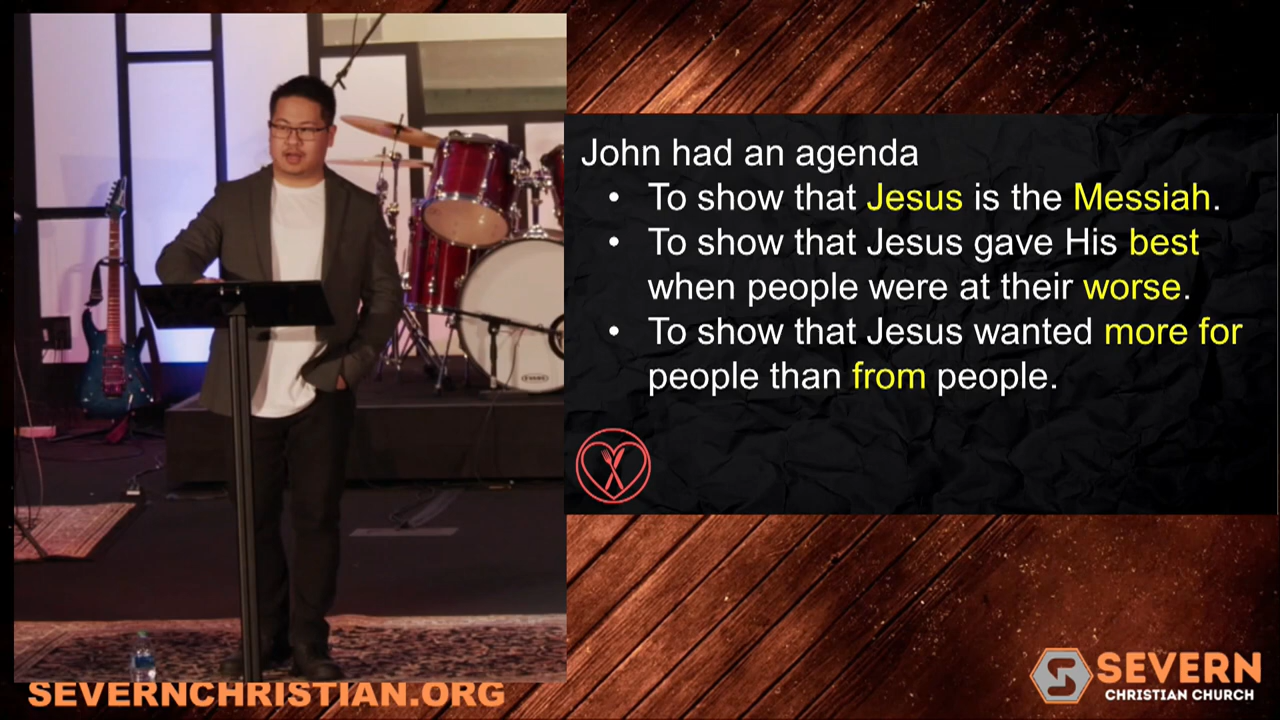 John had an agenda
• To show that Jesus is the Messiah.
• To show that Jesus gave His best
when people were at their worse.
• To show that Jesus wanted more for
people than from people.
SEVERNCHRISTIAN.ORG
SEVERN
CHRISTIAN CHURCH